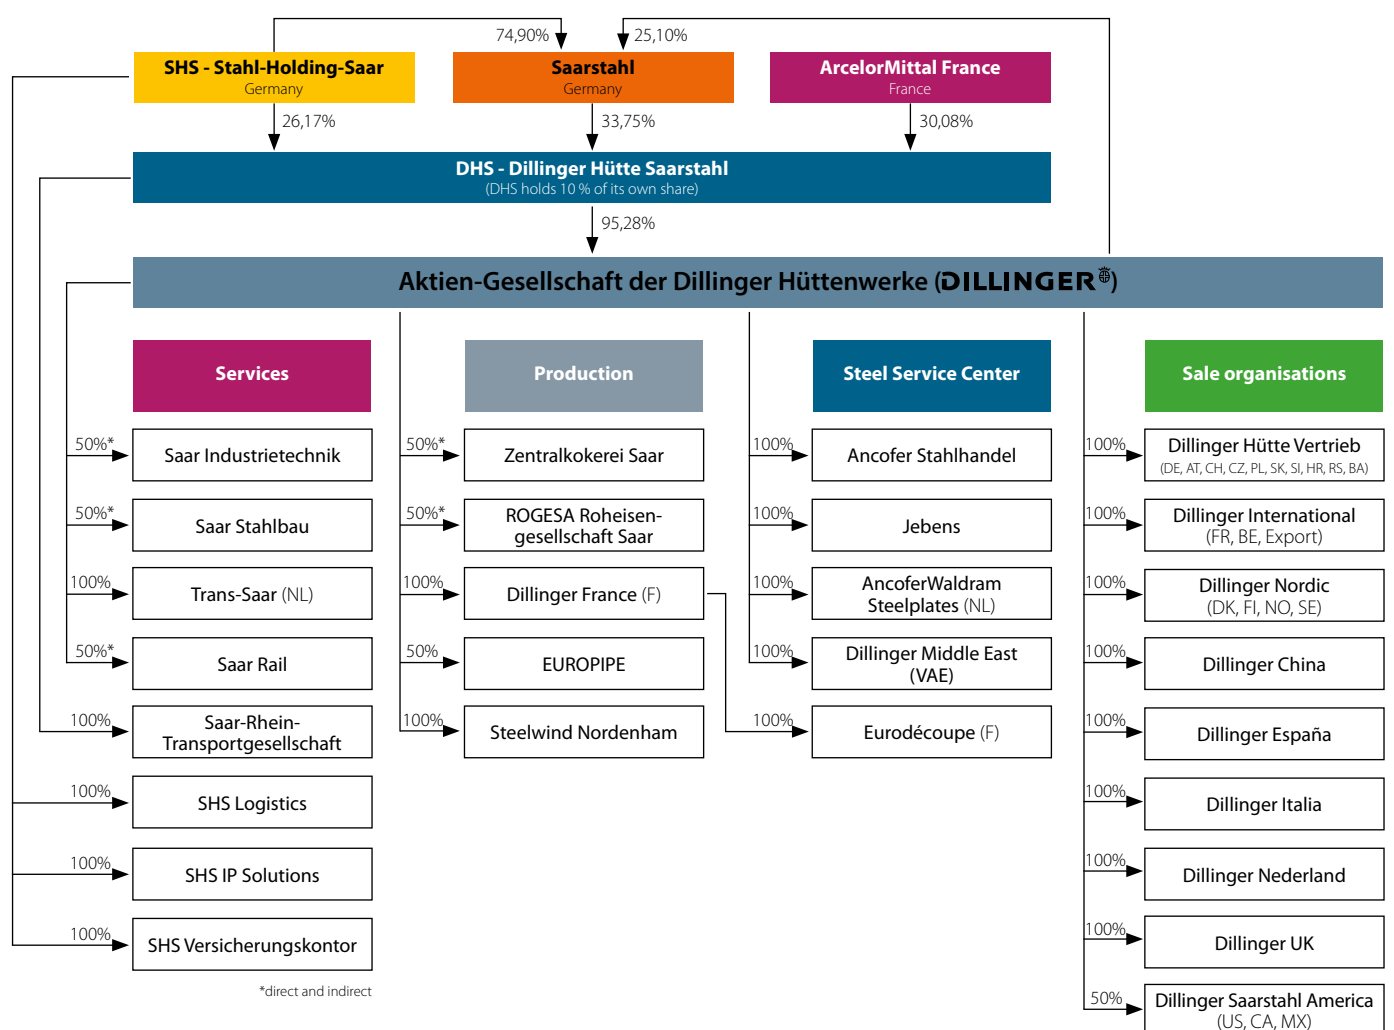 74,90%
25,10%
SHS - Stahl-Holding-Saar
Germany
Saarstahl
Germany
ArcelorMittal France
France
26,17%
33,75%
30,08%
DHS - Dillinger Hütte Saarstahl
(DHS holds 10 % of its own share)
95,28%
Aktien-Gesellschaft der Dillinger Hüttenwerke (DILLINGER)
Services
50%*
Saar Industrietechnik
50%*
Saar Stahlbau
100%
Trans-Saar (NL)
50%*
Saar Rail
100%
Saar-Rhein-
Transportgesellschaft
100%
SHS Logistics
100%
SHS IP Solutions
100%
SHS Versicherungskontor
*direct and indirect
Production
50%*
Zentralkokerei Saar
50%*
ROGESA Roheisen-
gesellschaft Saar
100%
Dillinger France (F)
50%
EUROPIPE
100%
Steelwind Nordenham
Steel Service Center
100%
Ancofer Stahlhandel
100%
Jebens
100%
AncoferWaldram
Steelplates (NL)
100%
Dillinger Middle East
(VAE)
100%
Eurodécoupe (F)
Sale organisations
100%
Dillinger Hütte Vertrieb
(DE, AT, CH, CZ, PL, SK, SI, HR, RS, BA)
100%
Dillinger International
(FR, BE, Export)
100%
Dillinger Nordic
(DK, FI, NO, SE)
100%
Dillinger China
100%
Dillinger España
100%
Dillinger Italia
100%
Dillinger Nederland
100%
Dillinger UK
50%
Dillinger Saarstahl America
(US, CA, MX)